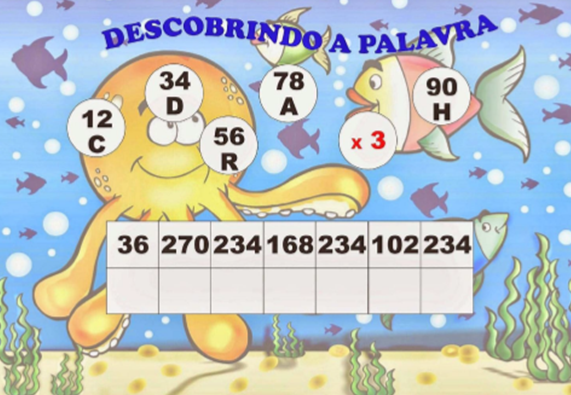 DESCOBRINDO A PALAVRA
12
C
34
D
56
R
78
A
x 3
90
H
36 270 234 168 234 102 234